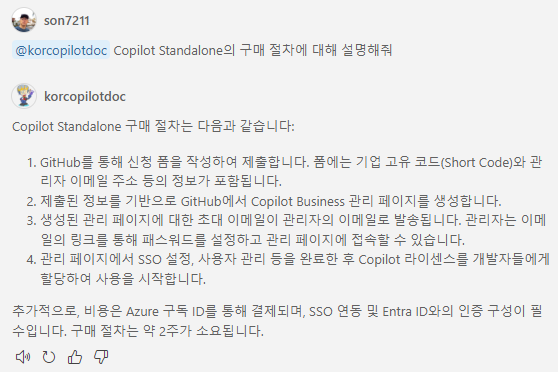 son7211
@korcopilotdoc Copilot Standalone의 구매 절차에 대해 설명해줘
korcopilotdoc
Copilot Standalone 구매 절차는 다음과 같습니다:
1. GitHub를 통해 신청 폼을 작성하여 제출합니다. 폼에는 기업 고유 코드(Short Code)와 관
리자 이메일 주소 등의 정보가 포함됩니다.
2. 제출된 정보를 기반으로 GitHub에서 Copilot Business 관리 페이지를 생성합니다.
3. 생성된 관리 페이지에 대한 초대 이메일이 관리자의 이메일로 발송됩니다. 관리자는 이메
일의 링크를 통해 패스워드를 설정하고 관리 페이지에 접속할 수 있습니다.
4. 관리 페이지에서 SSO 설정, 사용자 관리 등을 완료한 후 Copilot 라이센스를 개발자들에게
할당하여 사용을 시작합니다.
추가적으로, 비용은 Azure 구독 ID를 통해 결제되며, SSO 연동 및 Entra ID와의 인증 구성이 필
수입니다. 구매 절차는 약 2주가 소요됩니다.